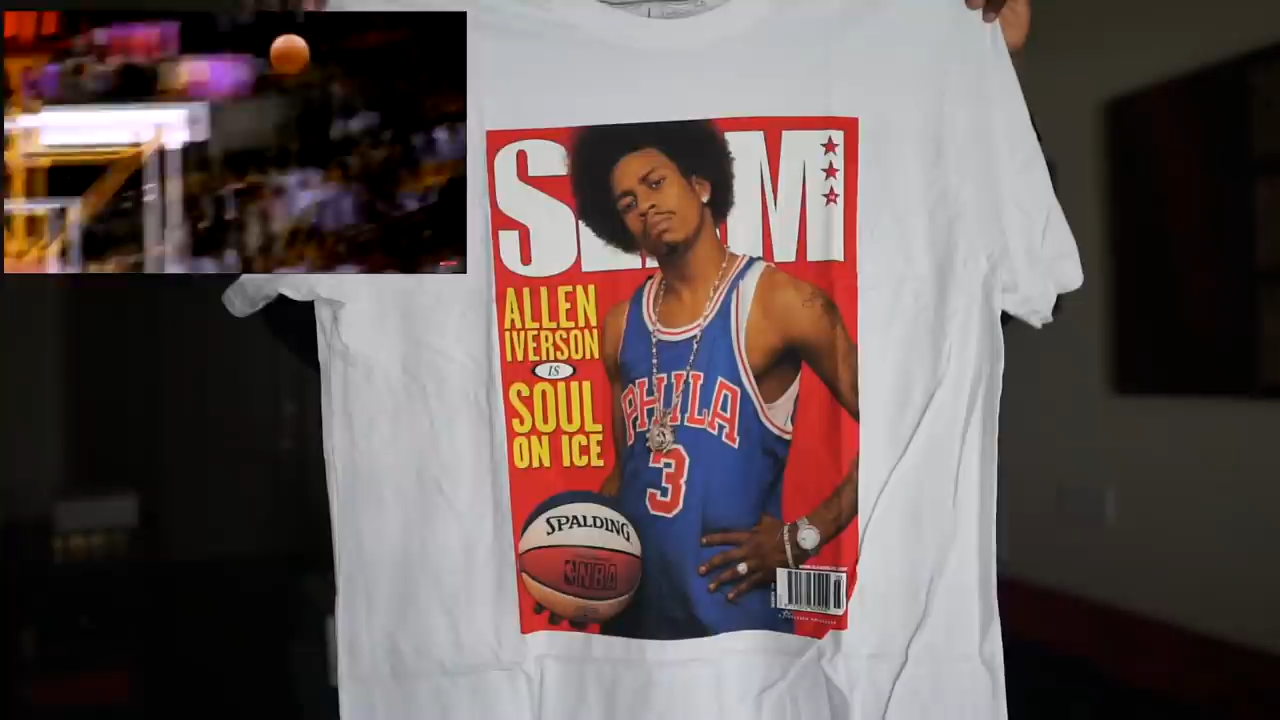 SLAM
ALLEN
IVERSON
IS
SOUL
ON ICE
PHILA
3
SPALDING
NBA